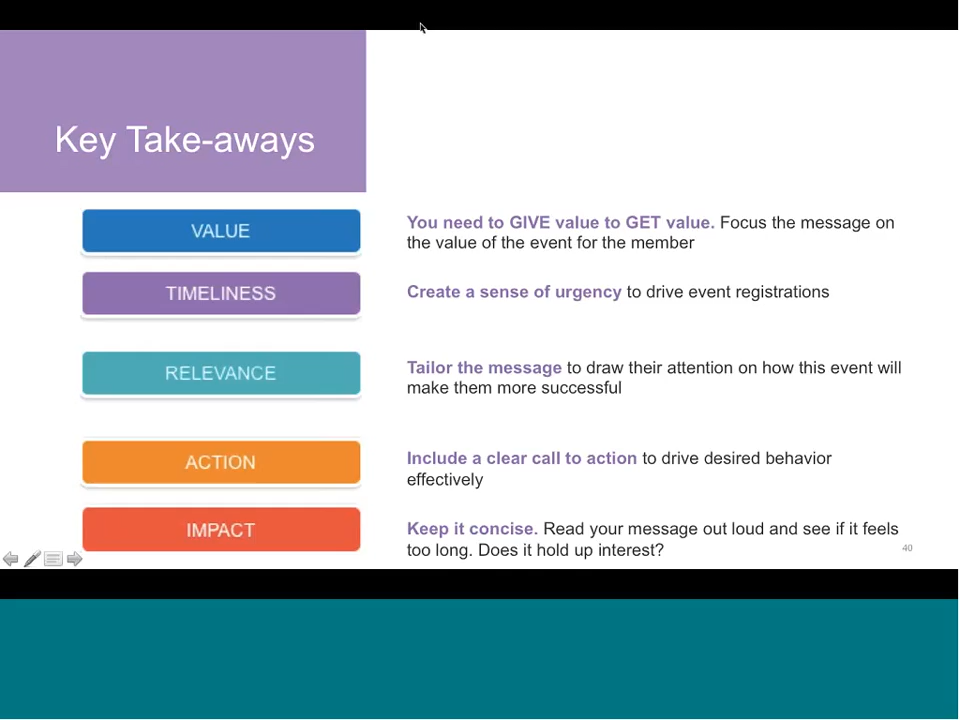 Key Take-aways
VALUE
You need to GIVE value to GET value. Focus the message on
the value of the event for the member
TIMELINESS
Create a sense of urgency to drive event registrations
RELEVANCE
Tailor the message to draw their attention on how this event will
make them more successful
ACTION
Include a clear call to action to drive desired behavior
effectively
IMPACT
Keep it concise. Read your message out loud and see if it feels
too long. Does it hold up interest?
40